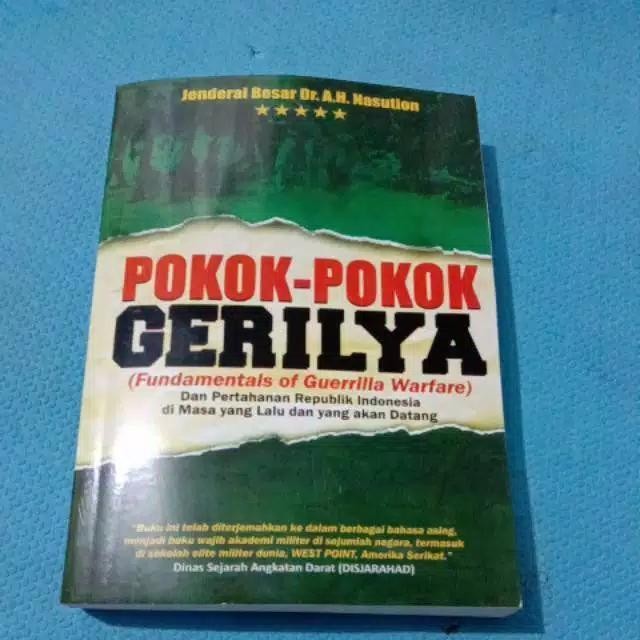 Jenderal Besar Dr. A.H. Nasution
POKOK-POKOK
GERILYA
(Fundamentals of Guerrilla Warfare)
Dan Pertahanan Republik Indonesia
di Masa yang Lalu dan yang akan Datang
"Buku ini telah diterjemahkan ke dalam berbagai bahasa asing,
menjadi buku wajib akademi militer di sejumlah negara, termasuk
di sekolah elite militer dunia, WEST POINT, Amerika Serikat."
Dinas Sejarah Angkatan Darat (DISJARAHAD)